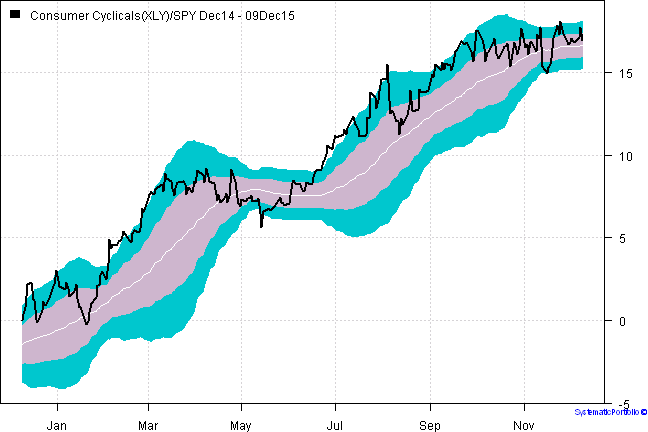 Consumer Cyclicals(XLY)/SPY Dec14 - 09Dec15
15
10
5
0
-5
Jan Mar May Jul Sep Nov
SystematicPortfolio ©